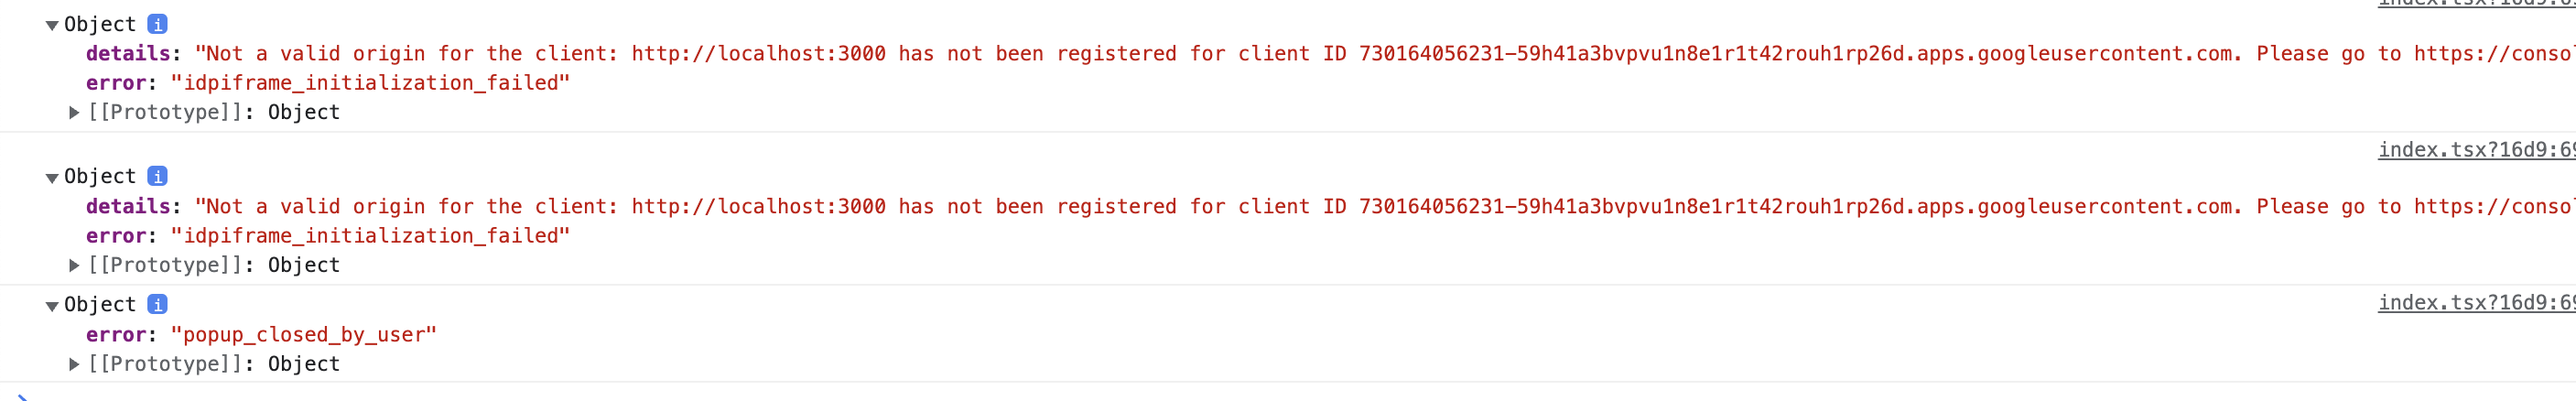 Object i
details: "Not a valid origin for the client: http://localhost:3000 has not been registered for client ID 730164056231-59h41a3bvpvu1n8e1r1t42rouh1rp26d.apps.googleusercontent.com. Please go to https://conso
error: "idpiframe_initialization_failed"
[[Prototype]]: Object
index.tsx?16d9:69
Object i
details: "Not a valid origin for the client: http://localhost:3000 has not been registered for client ID 730164056231-59h41a3bvpvu1n8e1r1t42rouh1rp26d.apps.googleusercontent.com. Please go to https://conso
error: "idpiframe_initialization_failed"
[[Prototype]]: Object
Object i
index.tsx?16d9:69
error: "popup_closed_by_user"
[[Prototype]]: Object